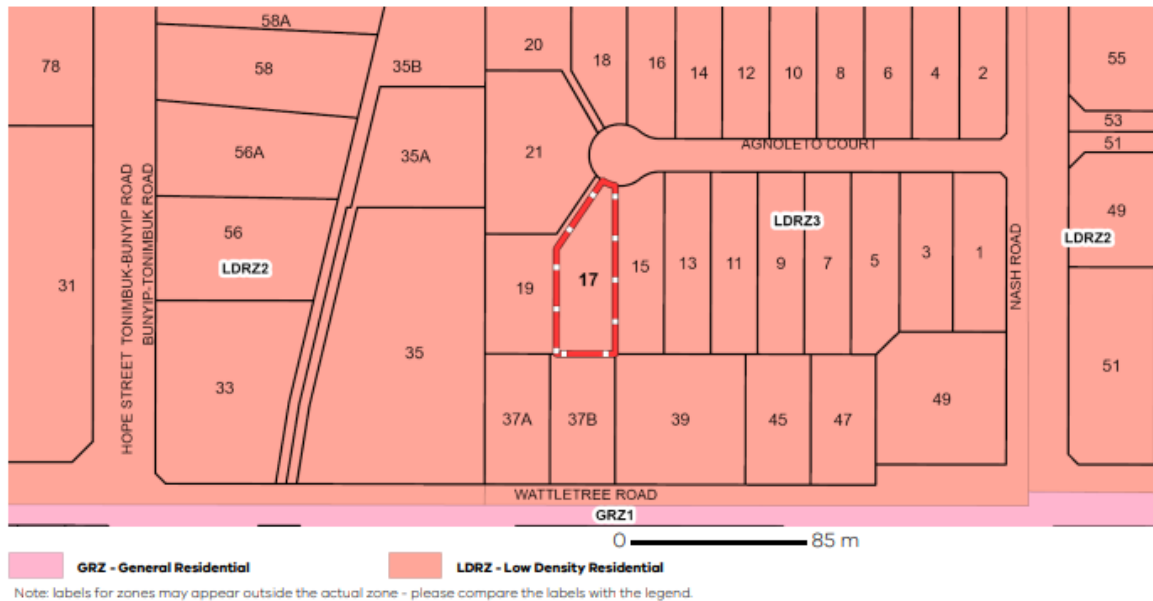 58A
20
18
16
14
12
10
8
6
4
2
55
78
58
35B
53
AGNOLETO COURT
51
56A
35A
21
HOPE STREET TONIMBUK-BUNYIP ROAD
BUNYIP-TONIMBUK ROAD
56
LDRZ2
LDRZ3
49
LDRZ2
31
19
17
15
13
11
9
7
5
3
1
NASH ROAD
33
35
51
37A
37B
39
45
47
49
WATTLETREE ROAD
GRZ1
0 85 m
GRZ - General Residential
LDRZ - Low Density Residential
Note: labels for zones may appear outside the actual zone - please compare the labels with the legend.